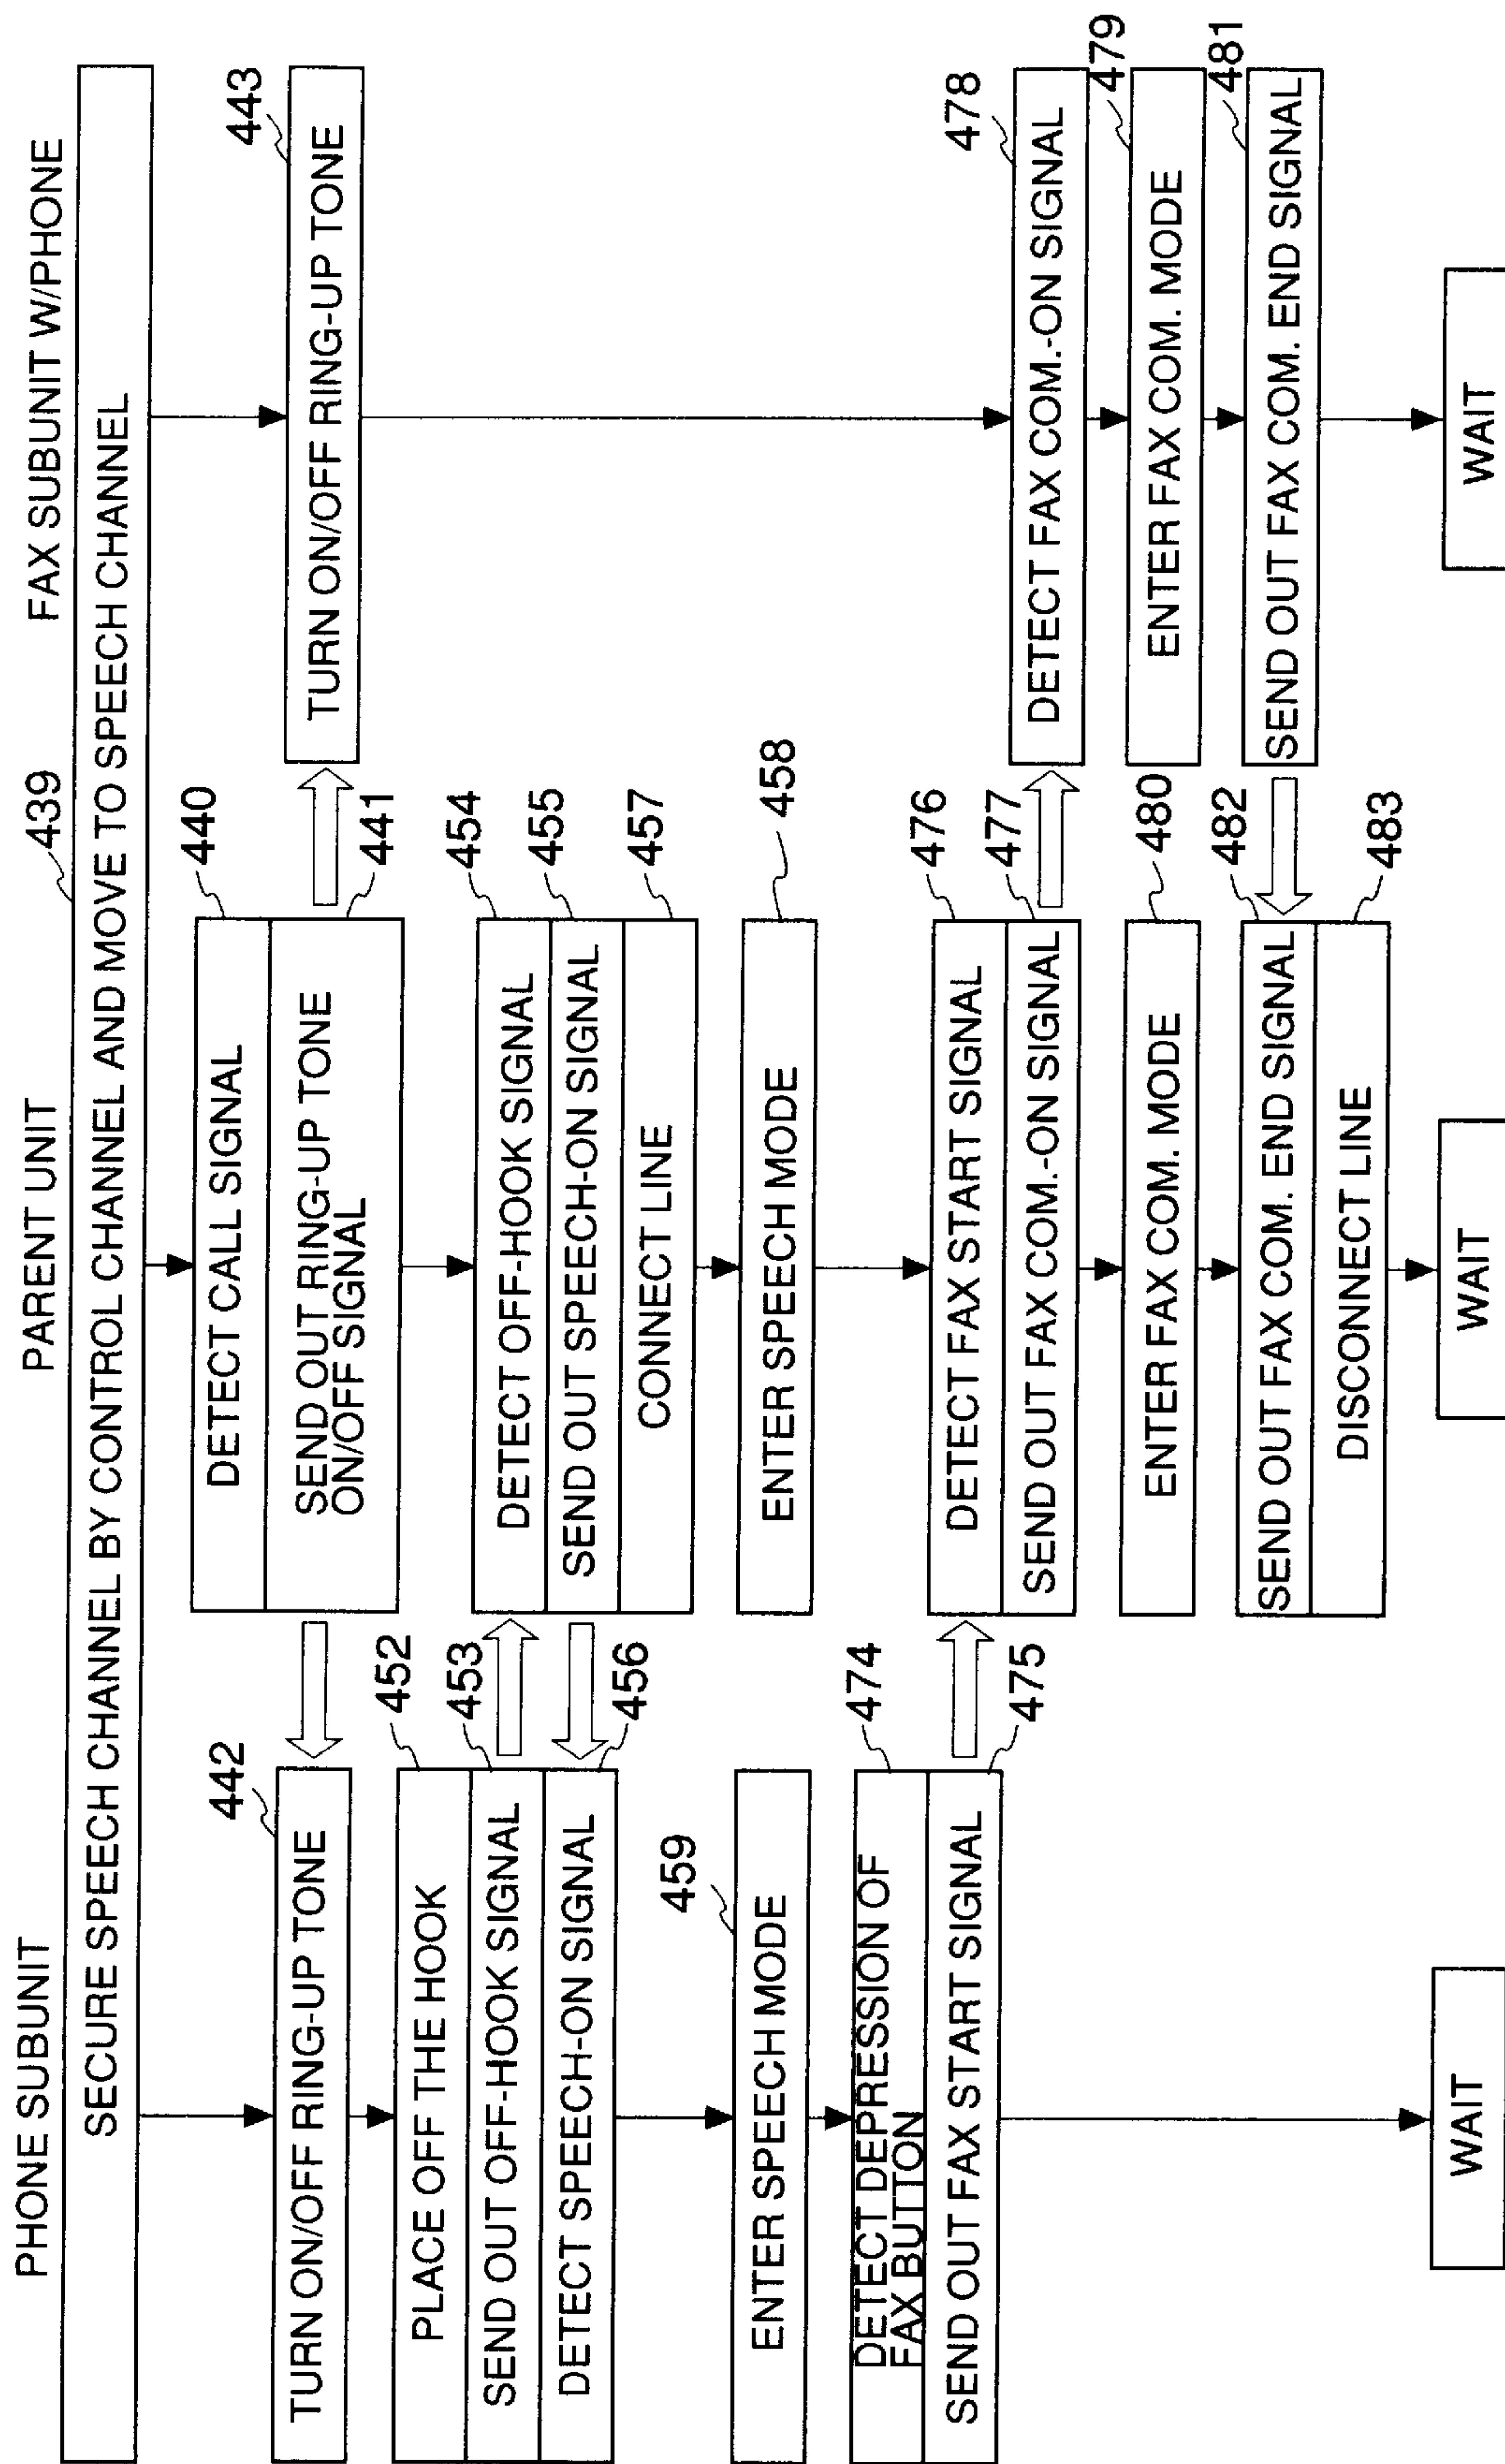 PHONE SUBUNIT
PARENT UNIT
FAX SUBUNIT W/PHONE
439
SECURE SPEECH CHANNEL BY CONTROL CHANNEL AND MOVE TO SPEECH CHANNEL
442
TURN ON/OFF RING-UP TONE
452
PLACE OFF THE HOOK
453
SEND OUT OFF-HOOK SIGNAL
456
DETECT SPEECH-ON SIGNAL
459
ENTER SPEECH MODE
474
DETECT DEPRESSION OF
FAX BUTTON
475
SEND OUT FAX START SIGNAL
WAIT
440
DETECT CALL SIGNAL
441
SEND OUT RING-UP TONE
ON/OFF SIGNAL
454
DETECT OFF-HOOK SIGNAL
455
SEND OUT SPEECH-ON SIGNAL
457
CONNECT LINE
458
ENTER SPEECH MODE
476
DETECT FAX START SIGNAL
477
SEND OUT FAX COM.-ON SIGNAL
480
ENTER FAX COM. MODE
482
SEND OUT FAX COM. END SIGNAL
483
DISCONNECT LINE
WAIT
443
TURN ON/OFF RING-UP TONE
478
DETECT FAX COM.-ON SIGNAL
479
ENTER FAX COM. MODE
481
SEND OUT FAX COM. END SIGNAL
WAIT